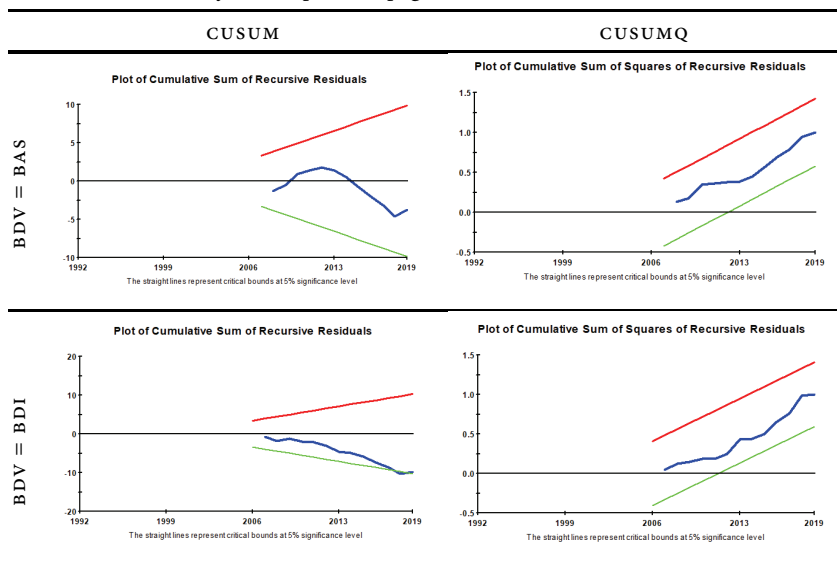 CUSUM
CUSUMQ
BDV = BAS
Plot of Cumulative Sum of Recursive Residuals
10
5
0
-5
-10
1992 1999 2006 2013 2019
The straight lines represent critical bounds at 5% significance level
Plot of Cumulative Sum of Squares of Recursive Residuals
1.5
1.0
0.5
0.0
-0.5
1992 1999 2006 2013 2019
The straight lines represent critical bounds at 5% significance level
BDV = BDI
Plot of Cumulative Sum of Recursive Residuals
20
10
0
-10
-20
1992 1999 2006 2013 2019
The straight lines represent critical bounds at 5% significance level
Plot of Cumulative Sum of Squares of Recursive Residuals
1.5
1.0
0.5
0.0
-0.5
1992 1999 2006 2013 2019
The straight lines represent critical bounds at 5% significance level